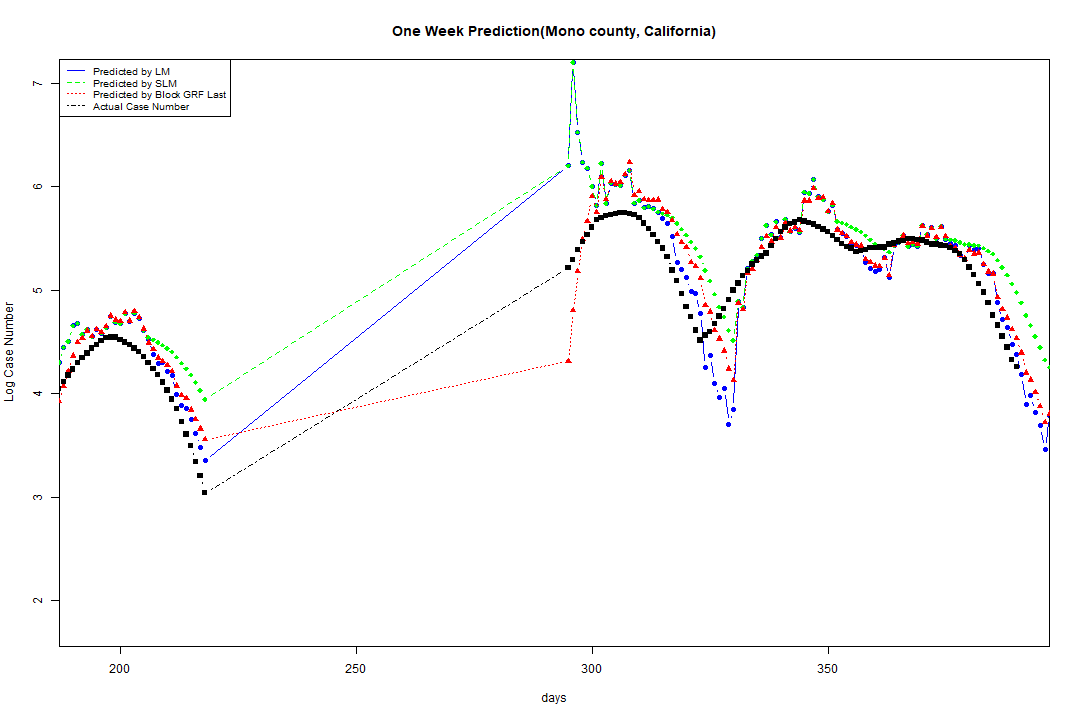 One Week Prediction(Mono county, California)
Predicted by LM
Predicted by SLM
Predicted by Block GRF Last
Actual Case Number
Log Case Number
7
6
5
4
3
2
200
250
300
350
days